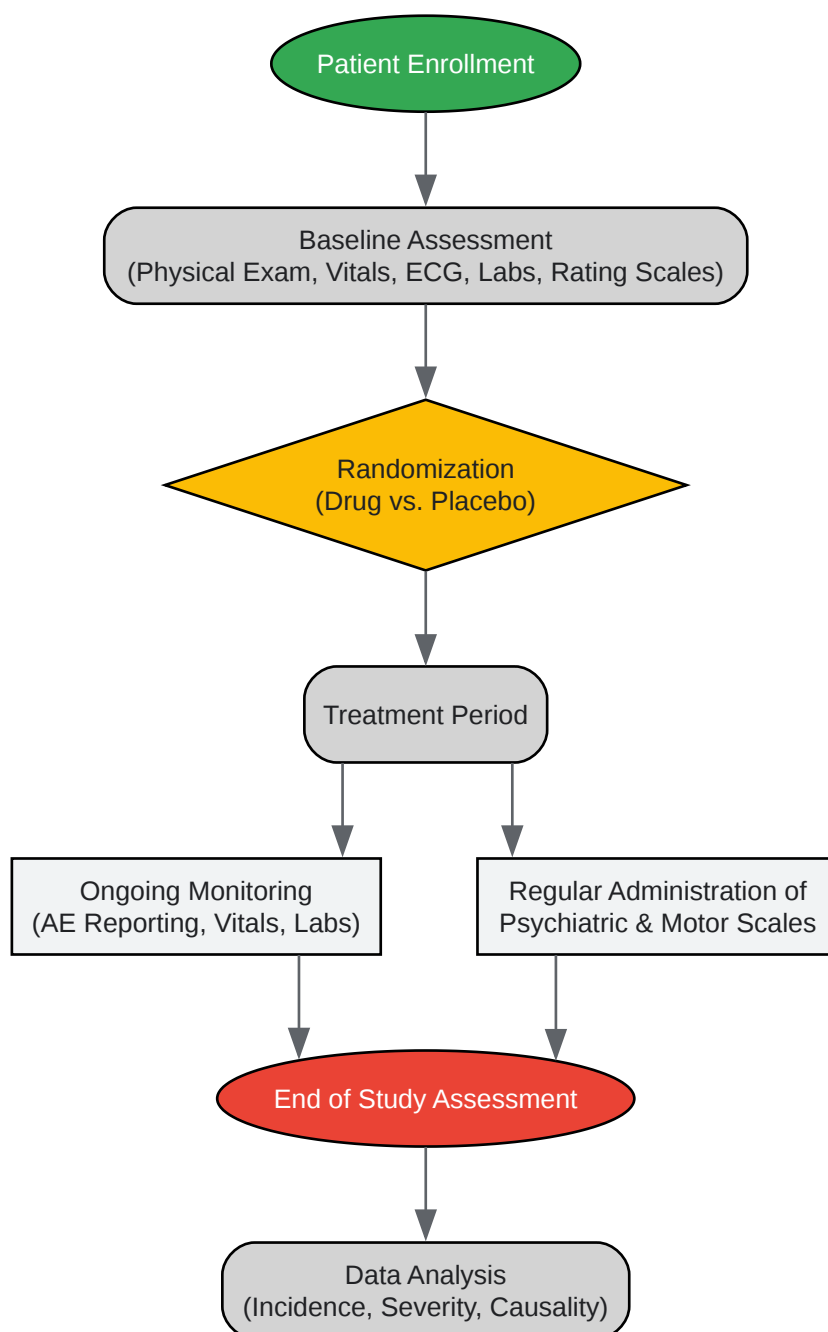 Patient Enrollment
Baseline Assessment
(Physical Exam, Vitals, ECG, Labs, Rating Scales)
Randomization
(Drug vs. Placebo)
Treatment Period
Ongoing Monitoring
(AE Reporting, Vitals, Labs)
Regular Administration of
Psychiatric & Motor Scales
End of Study Assessment
Data Analysis
(Incidence, Severity, Causality)